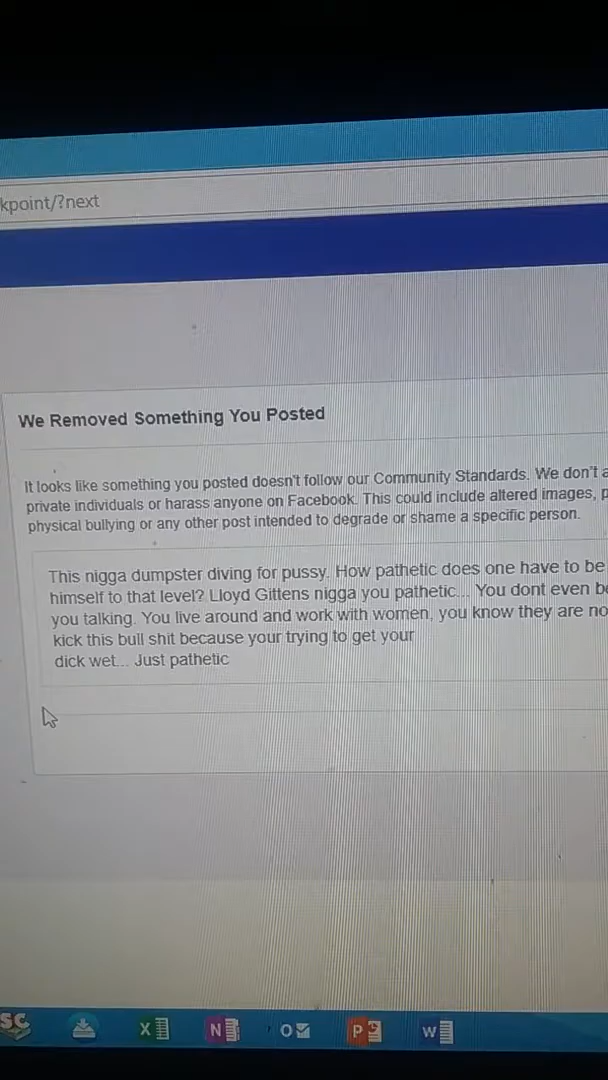 kpoint/?next
We Removed Something You Posted
It looks like something you posted doesn't follow our Community Standards. We don't a
private individuals or harass anyone on Facebook. This could include altered images, p
physical bullying or any other post intended to degrade or shame a specific person.
This nigga dumpster diving for pussy. How pathetic does one have to be
himself to that level? Lloyd Gittens nigga you pathetic... You dont even be
you talking. You live around and work with women, you know they are no
kick this bull shit because your trying to get your
dick wet... Just pathetic
SC
X
N
O
P
W